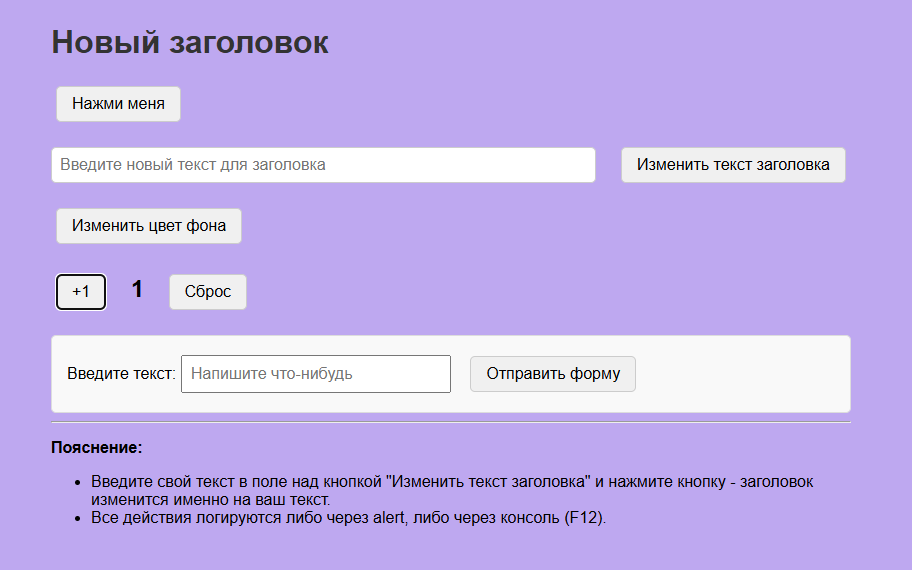 Новый заголовок
Нажми меня
Введите новый текст для заголовка
Изменить текст заголовка
Изменить цвет фона
+1
1
Сброс
Введите текст:
Напишите что-нибудь
Отправить форму
Пояснение:
Введите свой текст в поле над кнопкой "Изменить текст заголовка" и нажмите кнопку - заголовок
изменится именно на ваш текст.
Все действия логируются либо через alert, либо через консоль (F12).